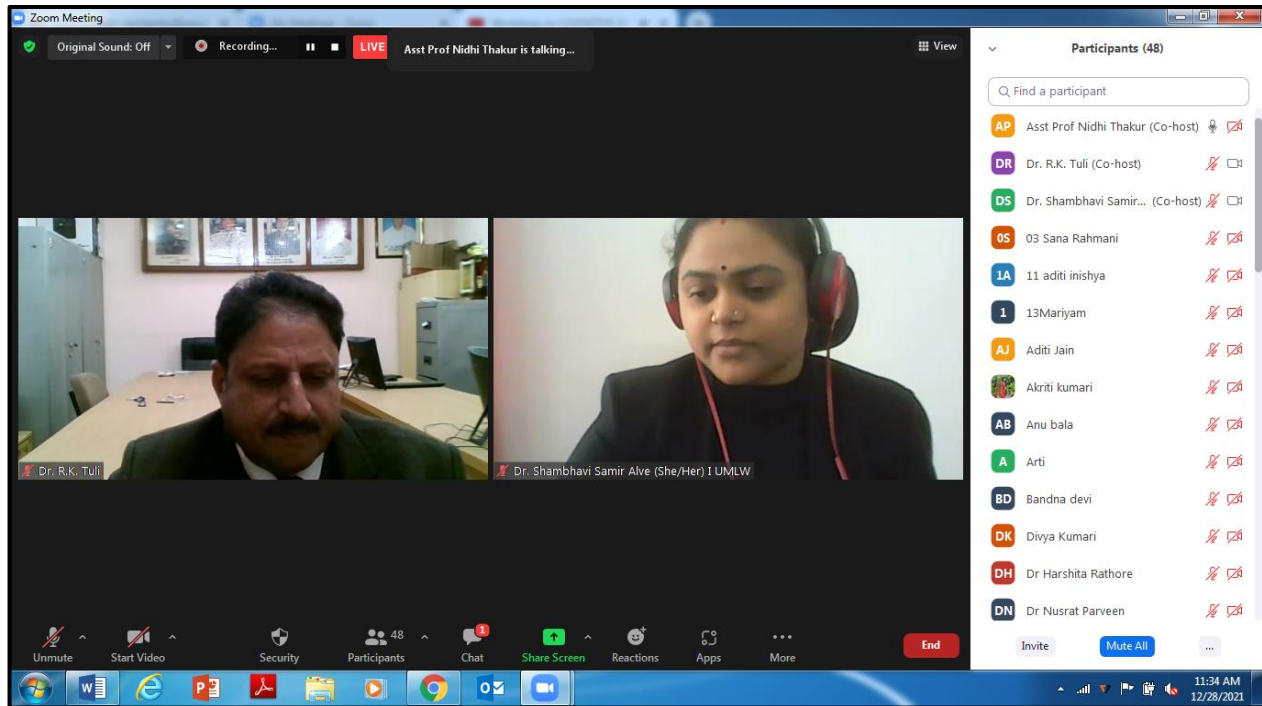 Zoom Meeting
Original Sound: Off
Recording...
LIVE
Asst Prof Nidhi Thakur is talking...
View
Participants (48)
Find a participant
AP Asst Prof Nidhi Thakur (Co-host)
DR Dr. R.K. Tuli (Co-host)
DS Dr. Shambhavi Samir... (Co-host)
0S 03 Sana Rahmani
1A 11 aditi inishya
1 13Mariyam
AJ Aditi Jain
Akriti kumari
AB Anu bala
A Arti
BD Bandna devi
DK Divya Kumari
DH Dr Harshita Rathore
DN Dr Nusrat Parveen
Dr. R.K. Tuli
Dr. Shambhavi Samir Alve (She/Her) I UMLW
Unmute
Start Video
Security
48
Participants
1
Chat
Share Screen
Reactions
Apps
More
End
Invite
Mute All
...
11:34 AM
12/28/2021